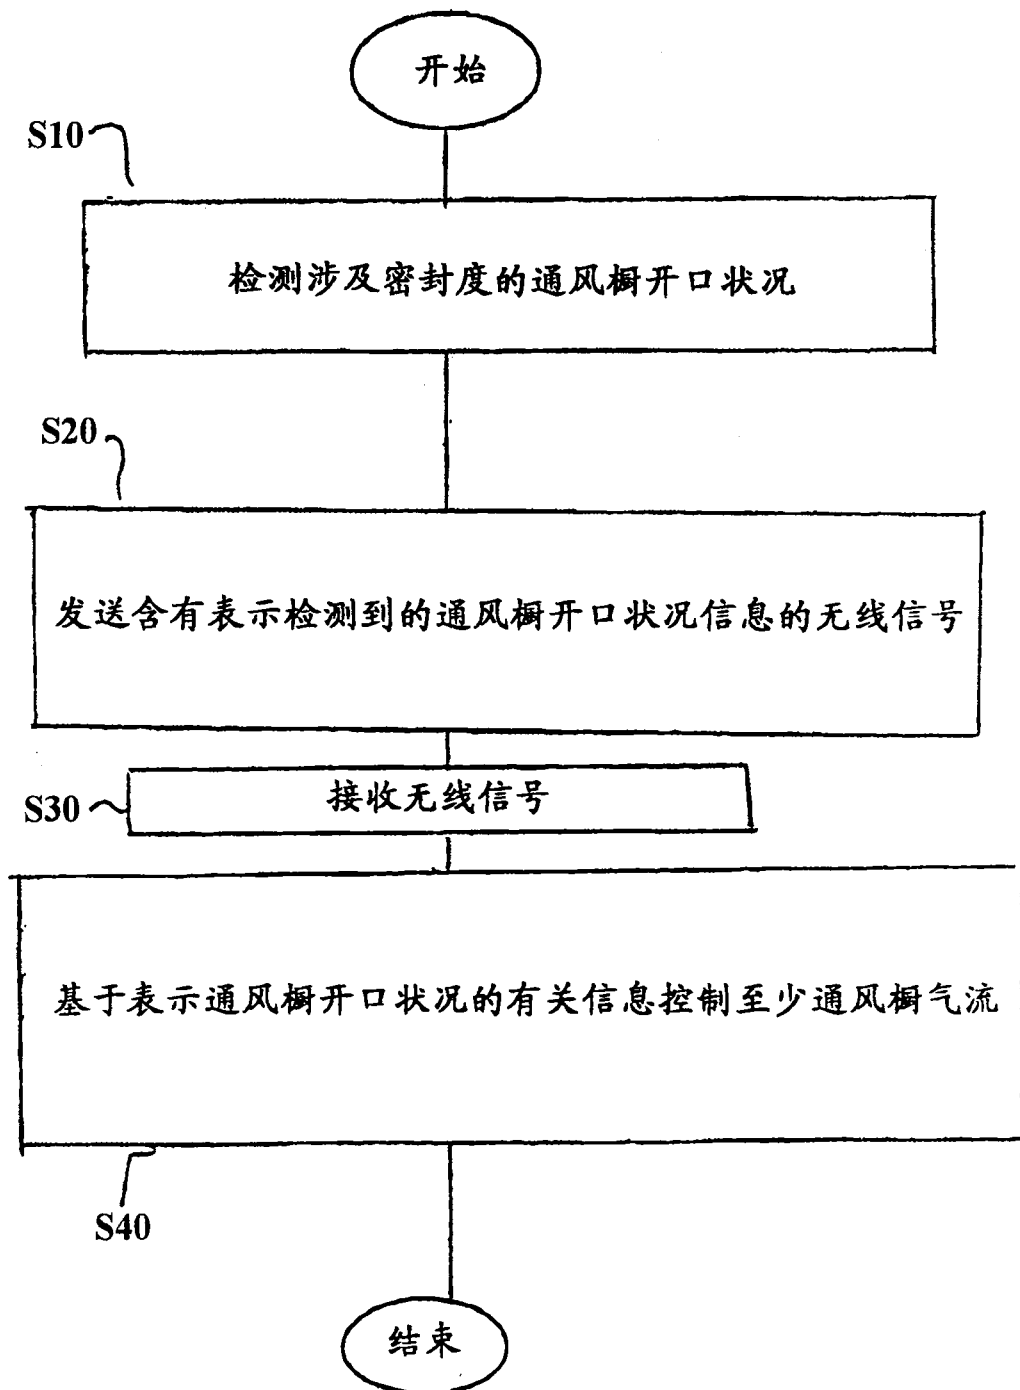 开始
S10
检测涉及密封度的通风橱开口状况
S20
发送含有表示检测到的通风橱开口状况信息的无线信号
S30
接收无线信号
基于表示通风橱开口状况的有关信息控制至少通风橱气流
S40
结束